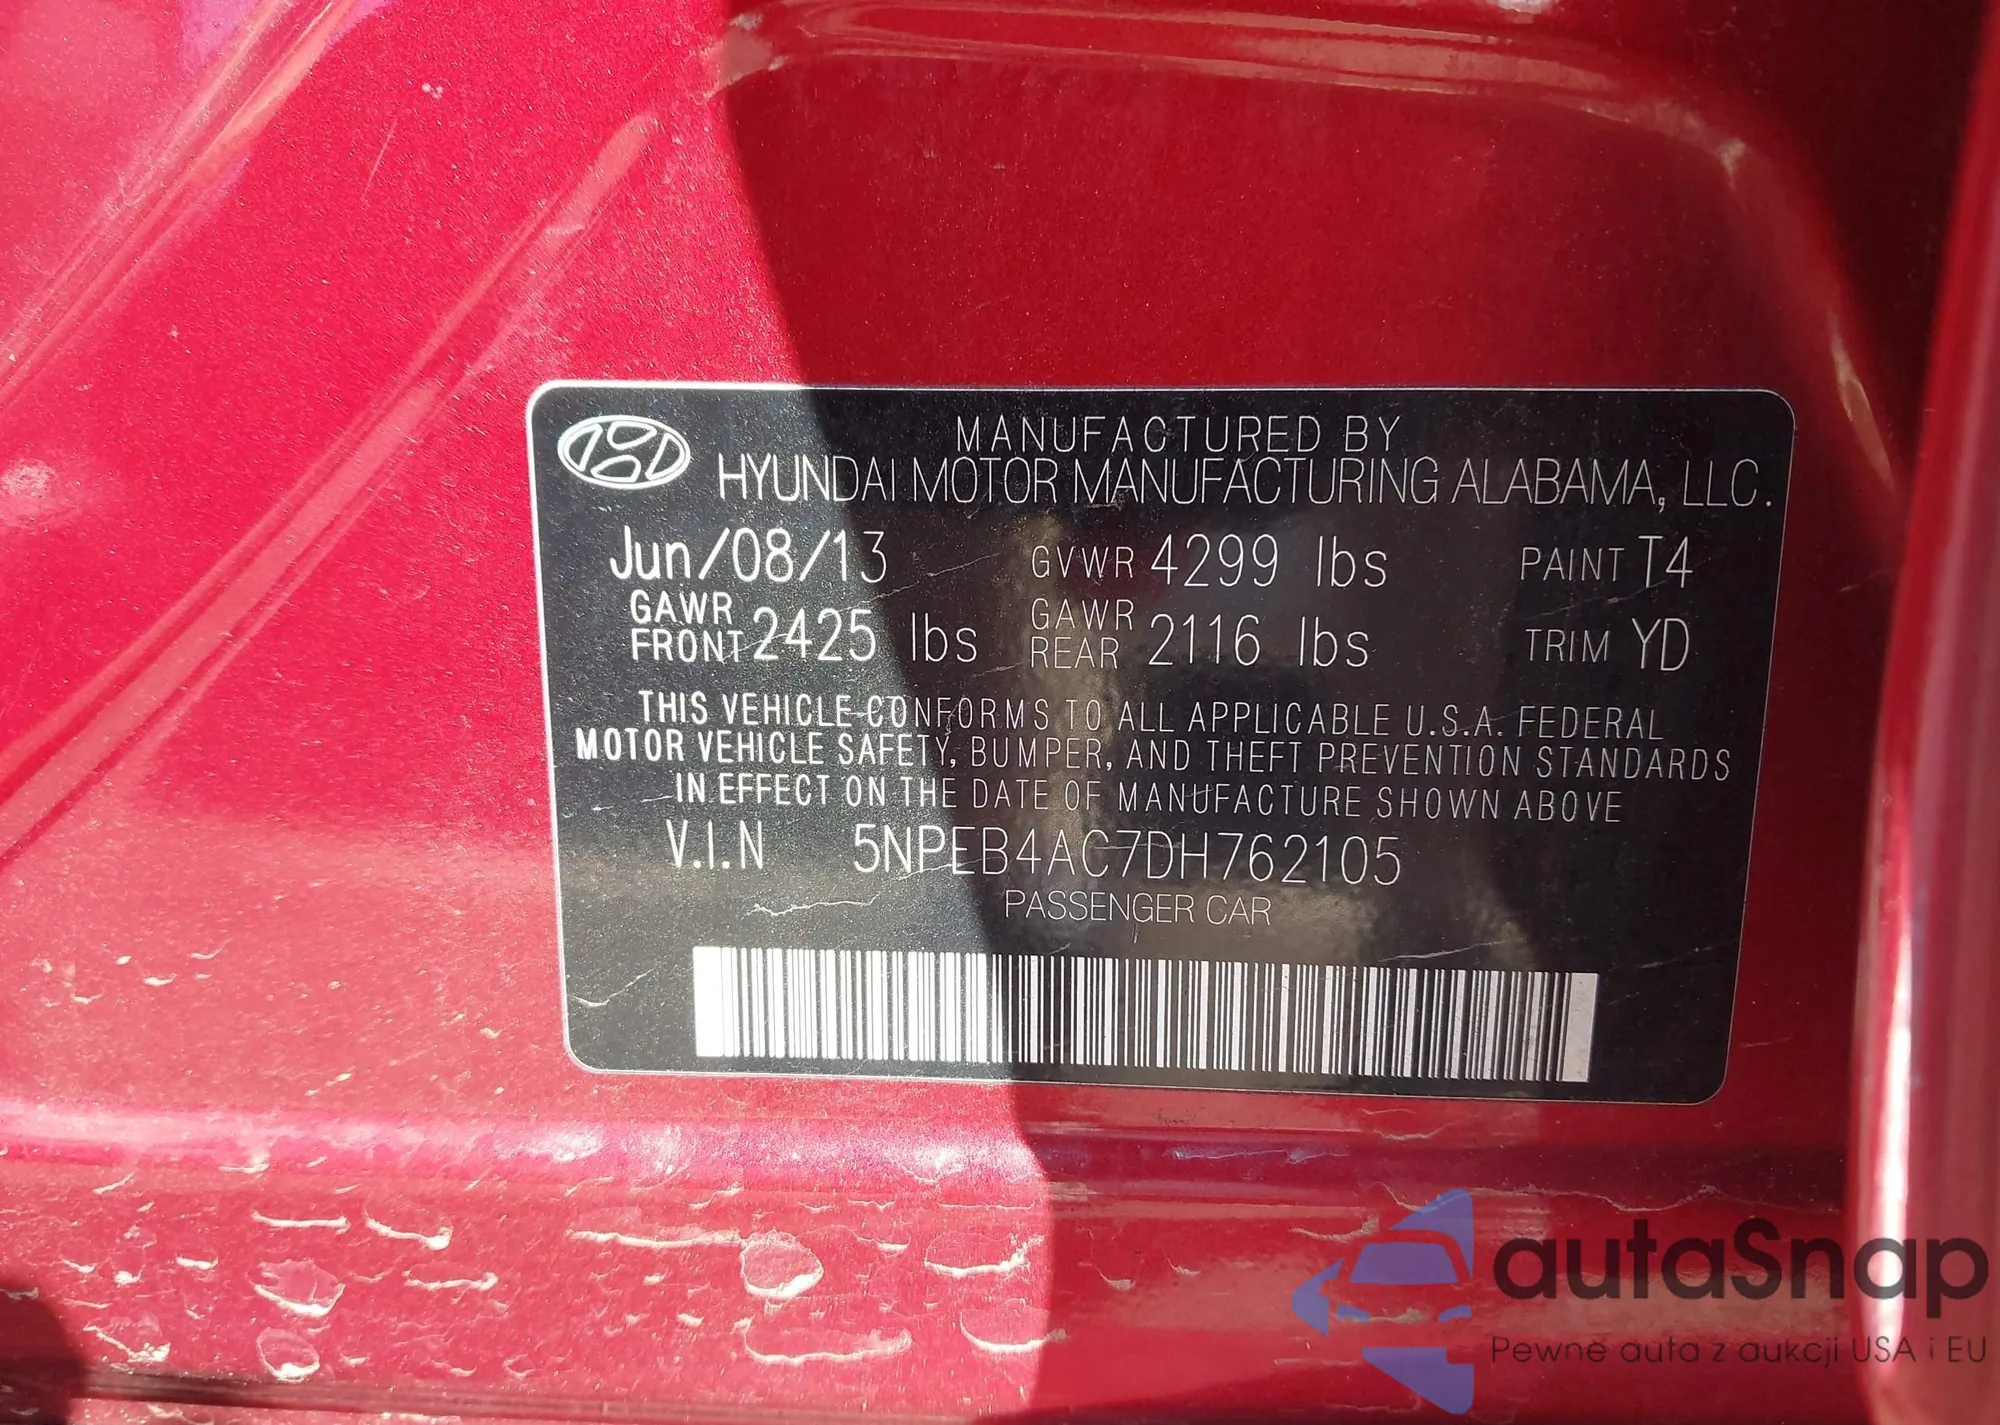 MANUFACTURED BY
HYUNDAI MOTOR MANUFACTURING ALABAMA, LLC.
Jun/08/13 GVWR 4299 lbs PAINT T4
GAWR FRONT 2425 lbs GAWR REAR 2116 lbs TRIM YD
THIS VEHICLE CONFORMS TO ALL APPLICABLE U.S.A. FEDERAL
MOTOR VEHICLE SAFETY, BUMPER, AND THEFT PREVENTION STANDARDS
IN EFFECT ON THE DATE OF MANUFACTURE SHOWN ABOVE
V.I.N 5NPEB4AC7DH762105
PASSENGER CAR
autaSnap
Pewne auta z aukcji USA i EU